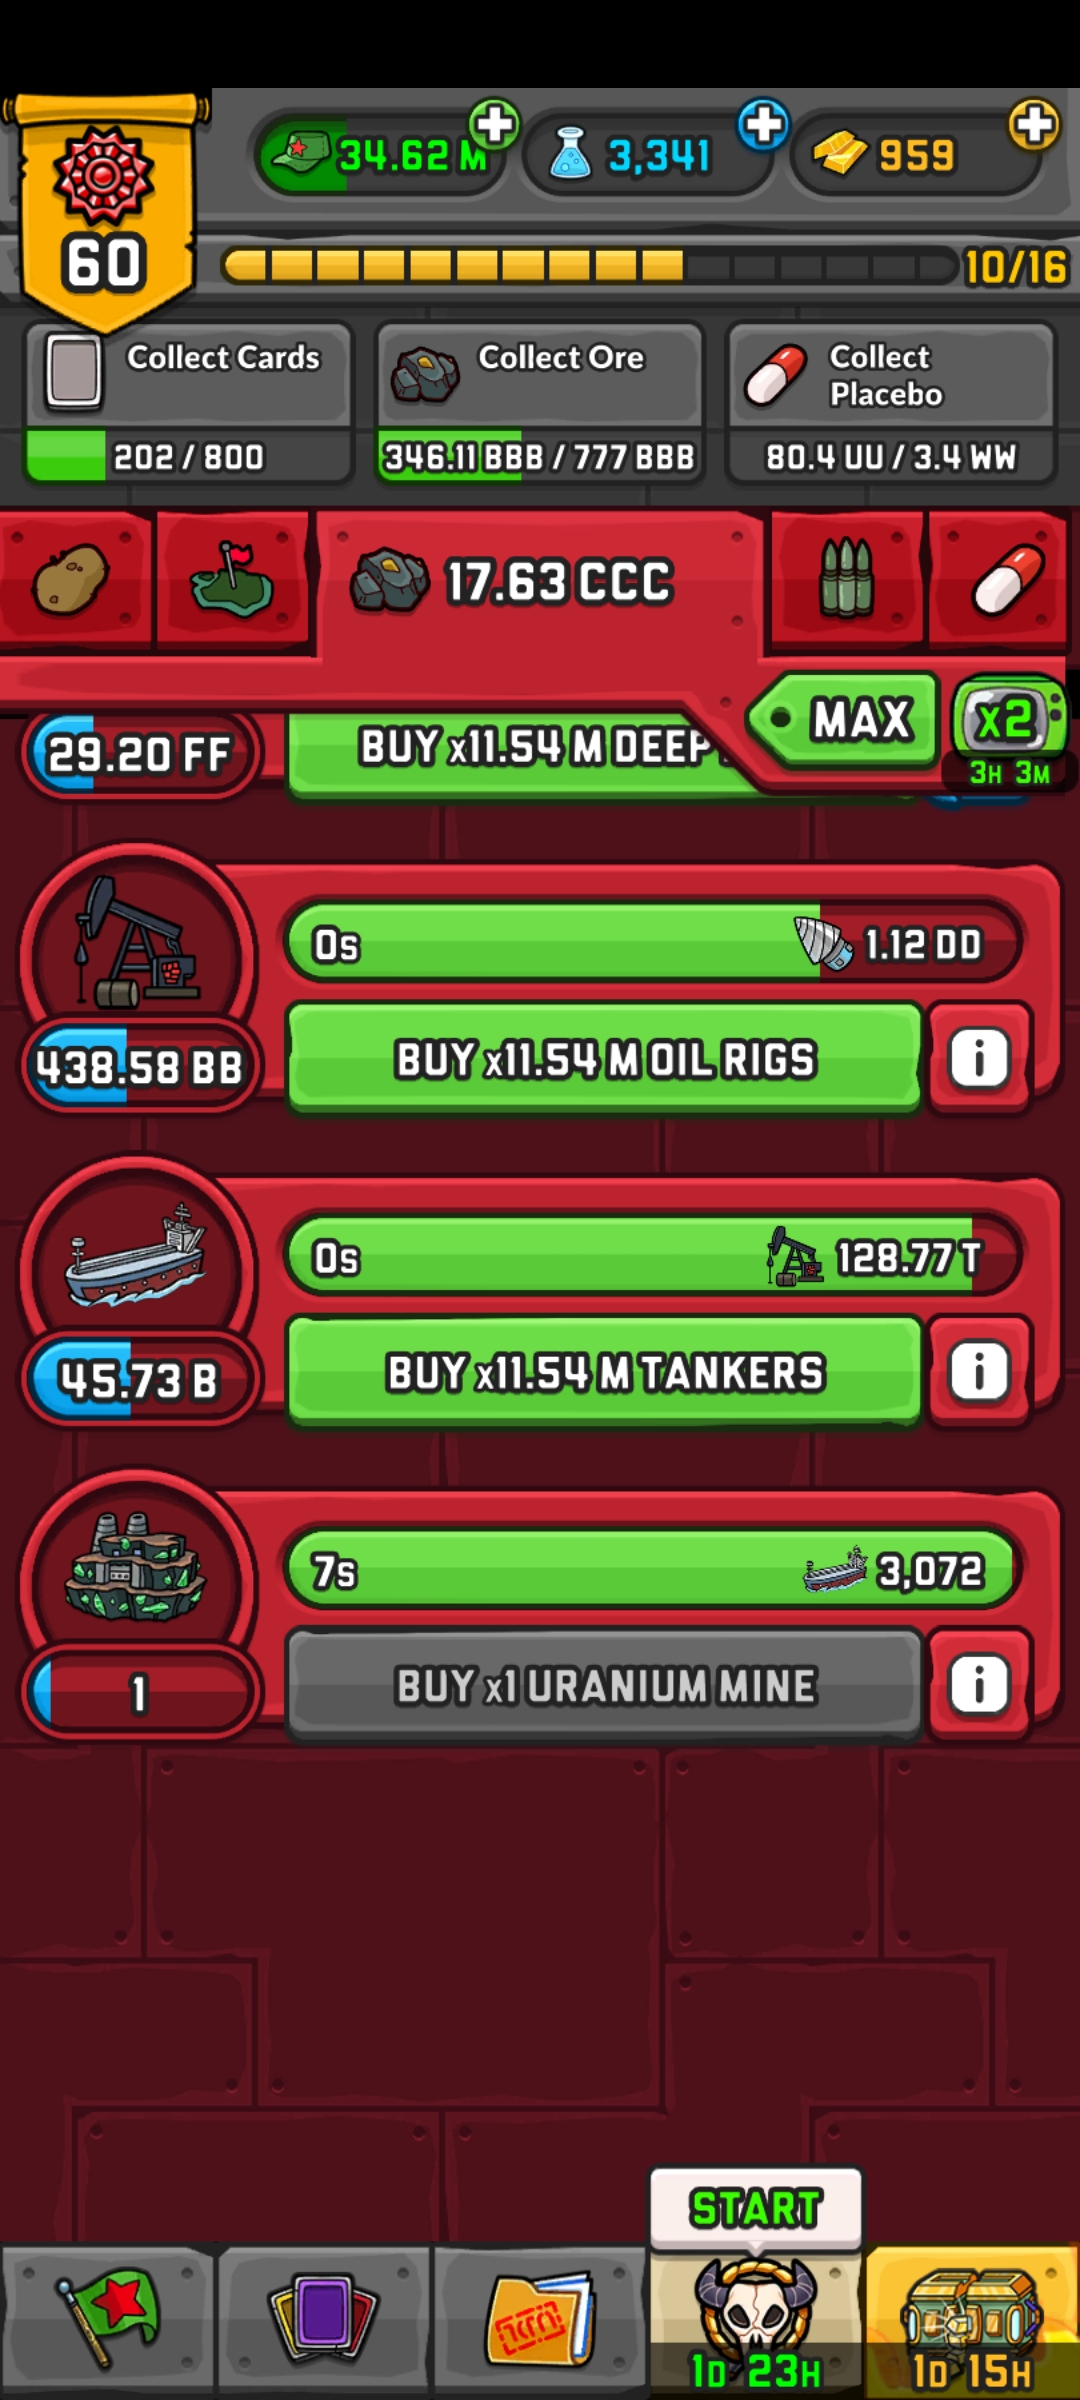 60
34.62 M
3,341
959
10/16
Collect Cards
202 / 800
Collect Ore
346.11 BBB / 777 BBB
Collect
Placebo
80.4 UU / 3.4 WW
17.63 CCC
MAX
x2
3H 3M
29.20 FF
BUY x11.54 M DEEP
0s
1.12 DD
438.58 BB
BUY x11.54 M OIL RIGS
i
0s
128.77 T
45.73 B
BUY x11.54 M TANKERS
i
7s
3,072
1
BUY x1 URANIUM MINE
i
START
1D 23H
1D 15H